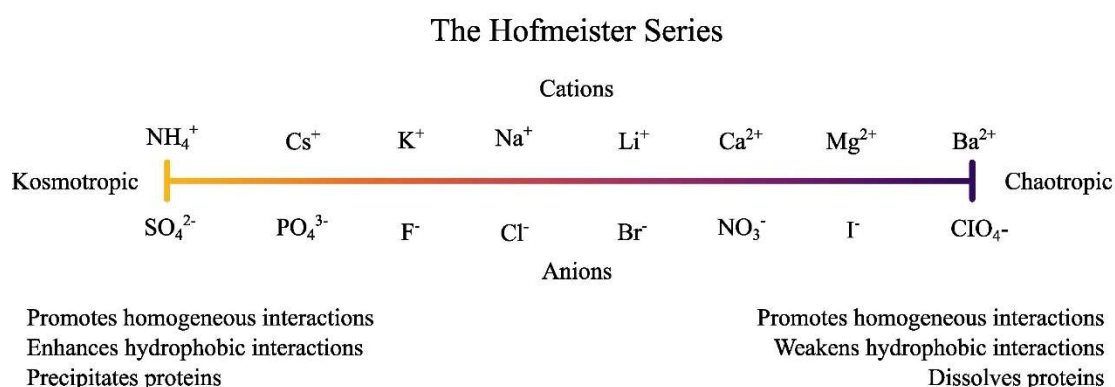 The Hofmeister Series
Cations
NH₄⁺ Cs⁺ K⁺ Na⁺ Li⁺ Ca²⁺ Mg²⁺ Ba²⁺
Kosmotropic Chaotropic
SO₄²⁻ PO₄³⁻ F⁻ Cl⁻ Br⁻ NO₃⁻ I⁻ ClO₄-
Anions
Promotes homogeneous interactions Promotes homogeneous interactions
Enhances hydrophobic interactions Weakens hydrophobic interactions
Precipitates proteins Dissolves proteins